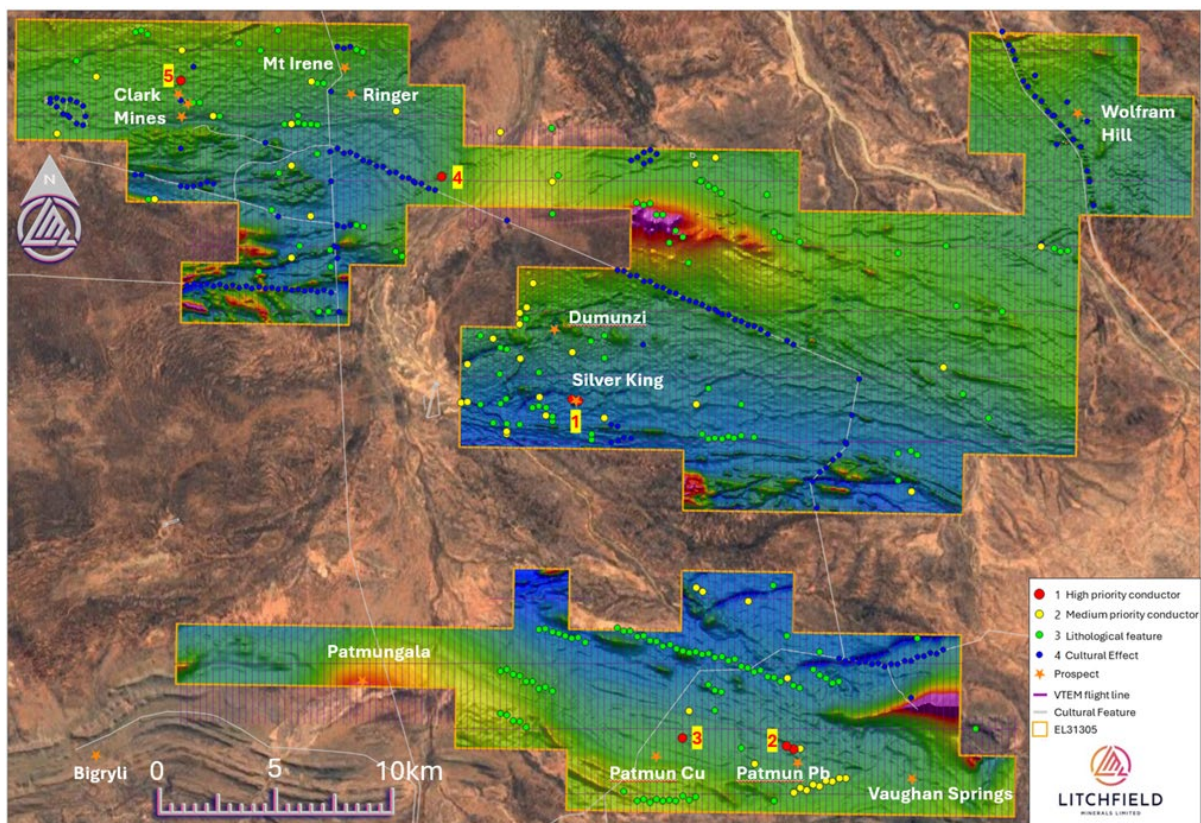 Mt Irene
5
Clark
Mines
Ringer
Wolfram
Hill
N
4
Dumunzi
Silver King
1
Patmungala
3
2
Bigryli
0 5 10km
Patmun Cu
Patmun Pb
Vaughan Springs
1 High priority conductor
2 Medium priority conductor
3 Lithological feature
4 Cultural Effect
Prospect
VTEM flight line
Cultural Feature
EL31305
LITCHFIELD
MINERALS LIMITED